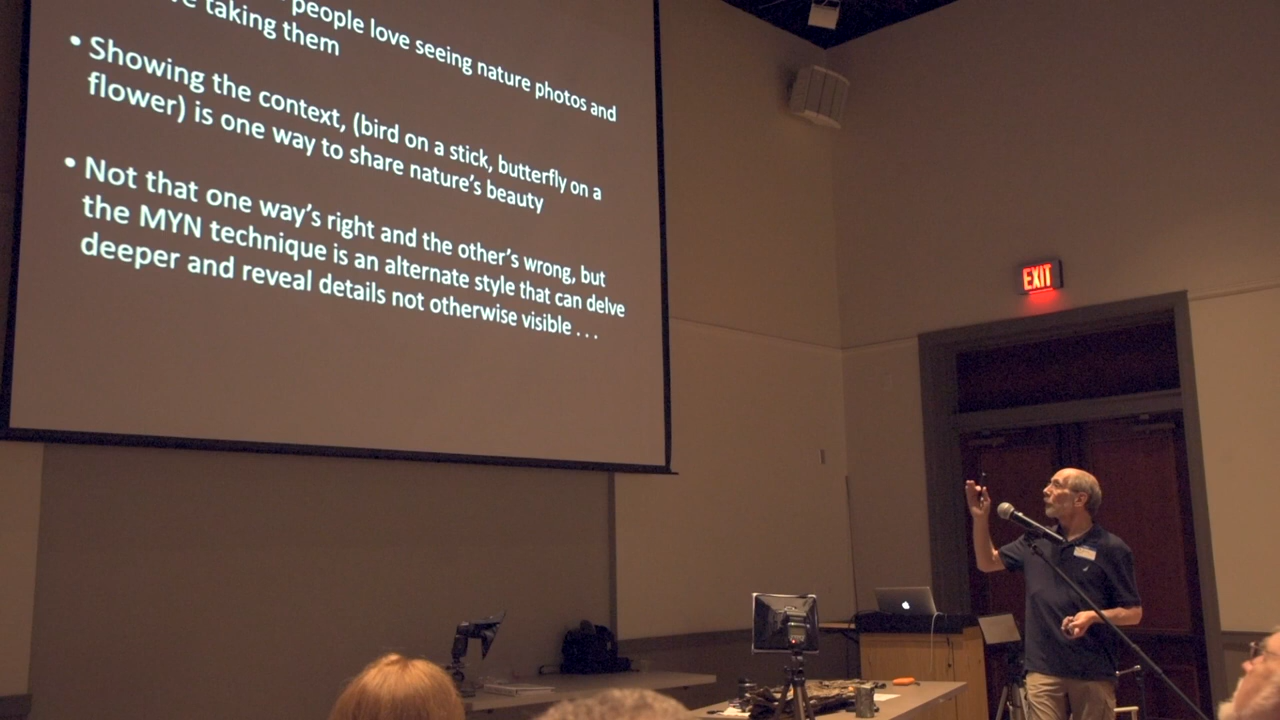 people love seeing nature photos and
taking them
• Showing the context, (bird on a stick, butterfly on a
flower) is one way to share nature's beauty
• Not that one way's right and the other's wrong, but
the MYN technique is an alternate style that can delve
deeper and reveal details not otherwise visible . . .
EXIT